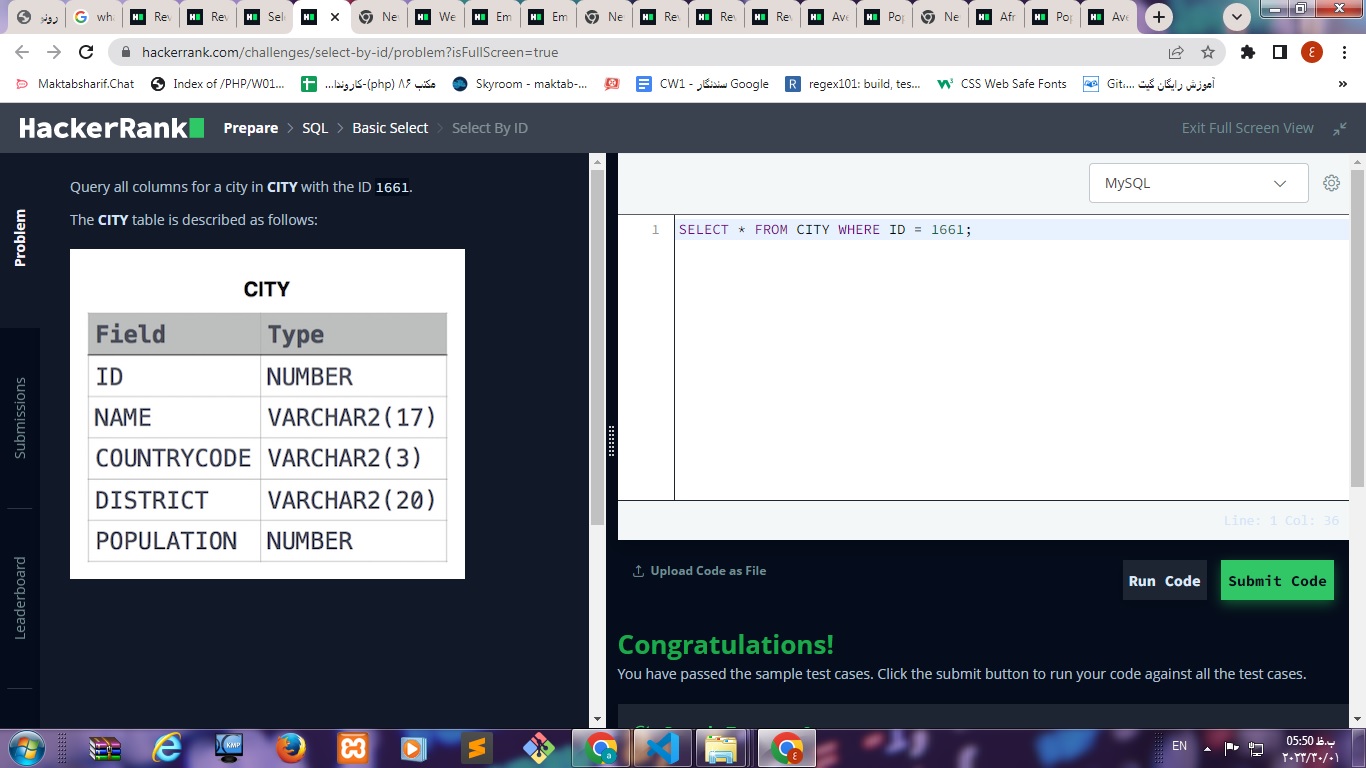 رونو
wha
Rev
Rev
Sele
Ne
We
Em
Em
Ne
Rev
Rev
Rev
Ave
Pop
Ne
Afr
Pop
Ave
hackerrank.com/challenges/select-by-id/problem?isFullScreen=true
ع
Maktabsharif.Chat
Index of /PHP/W01...
مکتب ۸۶ (php)-کاروندا...
Skyroom - maktab-...
CW1 - سندنگار Google
regex101: build, tes...
CSS Web Safe Fonts
آموزش رایگان گیت ...Git
»
HackerRank
Prepare > SQL > Basic Select > Select By ID
Exit Full Screen View
Problem
Submissions
Leaderboard
Query all columns for a city in CITY with the ID 1661.
The CITY table is described as follows:
CITY
Field Type
ID NUMBER
NAME VARCHAR2(17)
COUNTRYCODE VARCHAR2(3)
DISTRICT VARCHAR2(20)
POPULATION NUMBER
MySQL
1 SELECT * FROM CITY WHERE ID = 1661;
Line: 1 Col: 36
Upload Code as File
Run Code
Submit Code
Congratulations!
You have passed the sample test cases. Click the submit button to run your code against all the test cases.
KMP
a
ع
EN
05:50 ب.ظ